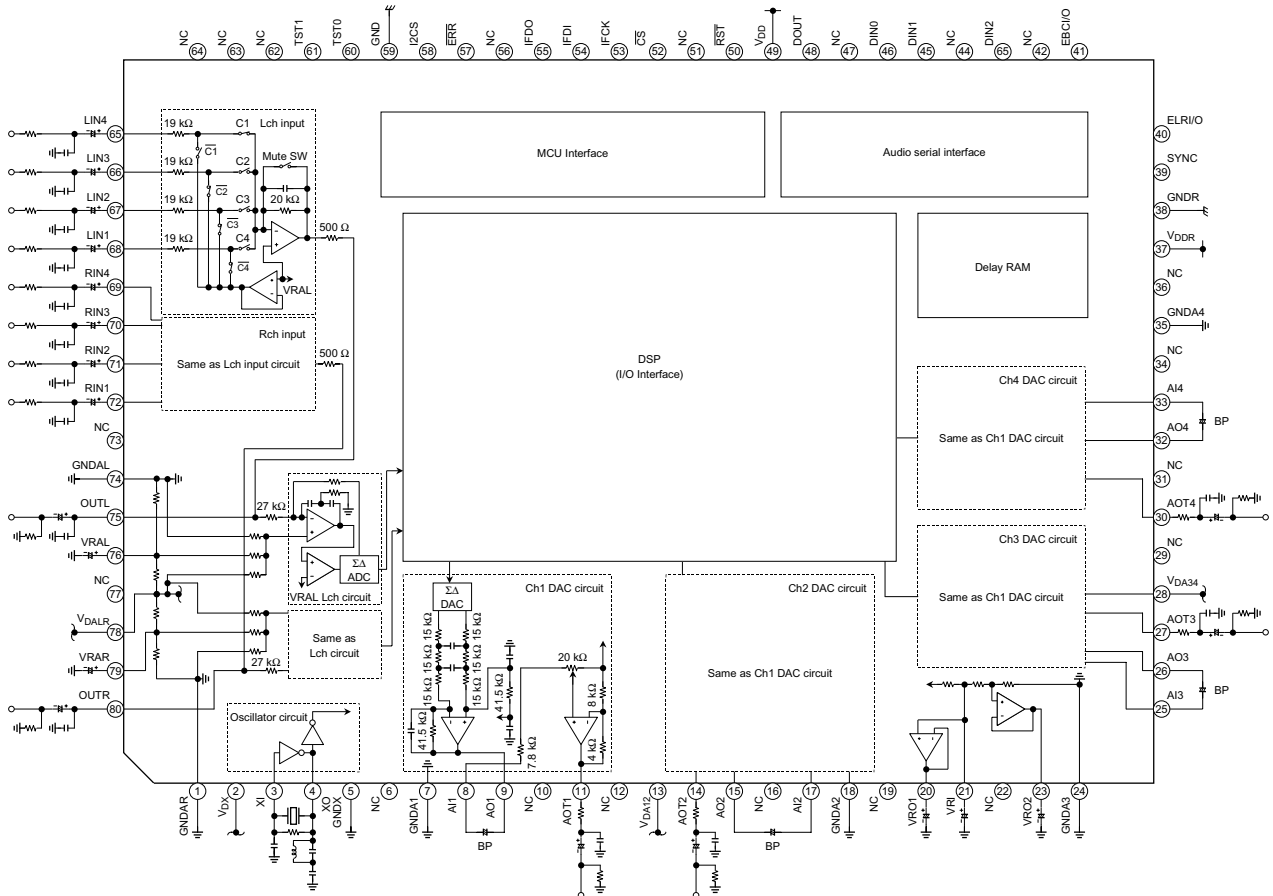 NC NC NC TST1 TST0 GND I2CS ERR NC IFDO IFDI IFCK CS NC RST VDD DOUT NC DIN0 DIN1 NC DIN2 NC EBCI/O
64 63 62 61 60 59 58 57 56 55 54 53 52 51 50 49 48 47 46 45 44 65 42 41
LIN4
65
LIN3
66
LIN2
67
LIN1
68
RIN4
69
RIN3
70
RIN2
71
RIN1
72
NC
73
GNDAL
74
OUTL
75
VRAL
76
NC
77
VDALR
78
VRAR
79
OUTR
80
Lch input
19 kΩ
C1
C1
Mute SW
19 kΩ
C2
C2
20 kΩ
19 kΩ
C3
C3
19 kΩ
C4
C4
VRAL
500 Ω
Rch input
Same as Lch input circuit
500 Ω
27 kΩ
ΣΔ
ADC
VRAL Lch circuit
Same as
Lch circuit
27 kΩ
Oscillator circuit
MCU Interface
Audio serial interface
DSP
(I/O Interface)
Delay RAM
Ch1 DAC circuit
ΣΔ
DAC
15 kΩ 15 kΩ
15 kΩ 15 kΩ
15 kΩ 15 kΩ
41.5 kΩ
41.5 kΩ
20 kΩ
7.8 kΩ
8 kΩ
4 kΩ
Ch2 DAC circuit
Same as Ch1 DAC circuit
Ch4 DAC circuit
Same as Ch1 DAC circuit
Ch3 DAC circuit
Same as Ch1 DAC circuit
ELRI/O
40
SYNC
39
GNDR
38
VDDR
37
NC
36
GNDA4
35
NC
34
AI4
33
BP
AO4
32
NC
31
AOT4
30
NC
29
VDA34
28
AOT3
27
AO3
26
BP
AI3
25
1 2 3 4 5 6 7 8 9 10 11 12 13 14 15 16 17 18 19 20 21 22 23 24
GNDAR VDX XI XO GNDX NC GNDA1 AI1 AO1 NC AOT1 NC VDA12 AOT2 AO2 NC AI2 GNDA2 NC VRO1 VRI NC VRO2 GNDA3
BP
BP